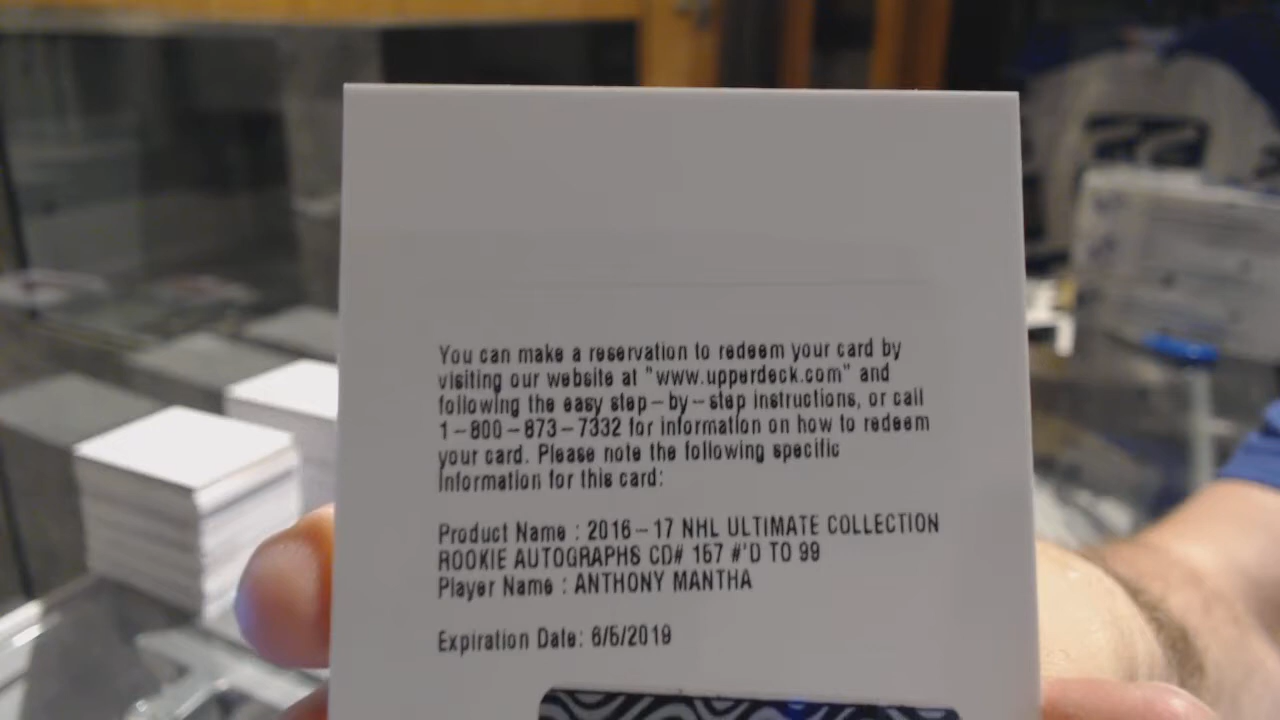 You can make a reservation to redeem your card by
visiting our website at "www.upperdeck.com" and
following the easy step-by-step instructions, or call
1-800-873-7332 for information on how to redeem
your card. Please note the following specific
information for this card:
Product Name : 2016-17 NHL ULTIMATE COLLECTION
ROOKIE AUTOGRAPHS CD# 157 #'D TO 99
Player Name : ANTHONY MANTHA
Expiration Date: 6/5/2019